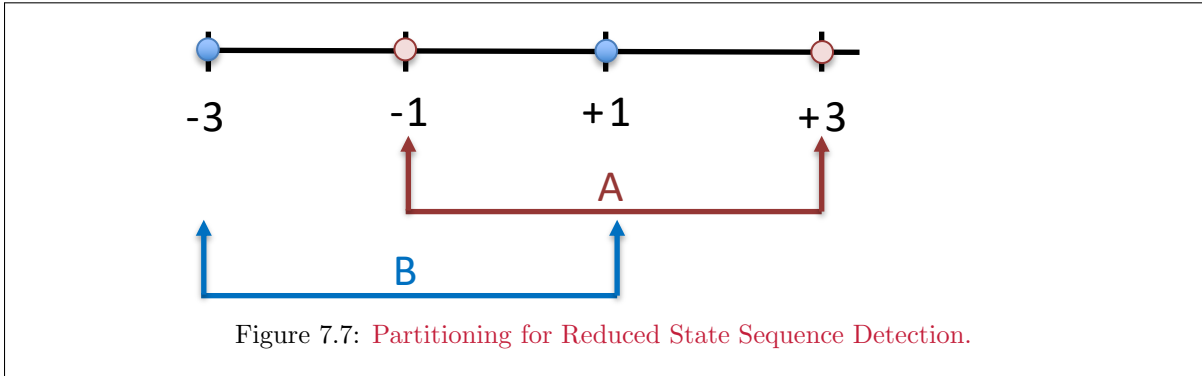 -3 -1 +1 +3
A
B
Figure 7.7: Partitioning for Reduced State Sequence Detection.